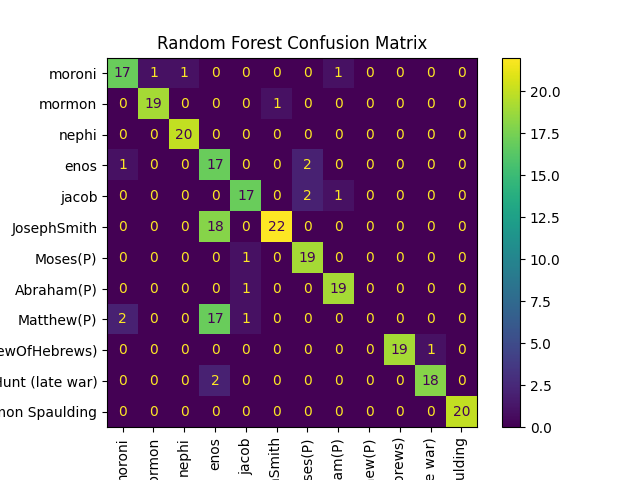 Random Forest Confusion Matrix
moroni 17 1 1 0 0 0 0 1 0 0 0 0
mormon 0 19 0 0 0 1 0 0 0 0 0 0
nephi 0 0 20 0 0 0 0 0 0 0 0 0
enos 1 0 0 17 0 0 2 0 0 0 0 0
jacob 0 0 0 0 17 0 2 1 0 0 0 0
JosephSmith 0 0 0 18 0 22 0 0 0 0 0 0
Moses(P) 0 0 0 0 1 0 19 0 0 0 0 0
Abraham(P) 0 0 0 0 1 0 0 19 0 0 0 0
Matthew(P) 2 0 0 17 1 0 0 0 0 0 0 0
ewOfHebrews) 0 0 0 0 0 0 0 0 0 19 1 0
Hunt (late war) 0 0 0 2 0 0 0 0 0 0 18 0
non Spaulding 0 0 0 0 0 0 0 0 0 0 0 20
noroni
ormon
nephi
enos
jacob
nSmith
ses(P)
am(P)
new(P)
brews)
e war)
ulding
20.0
17.5
15.0
12.5
10.0
7.5
5.0
2.5
0.0